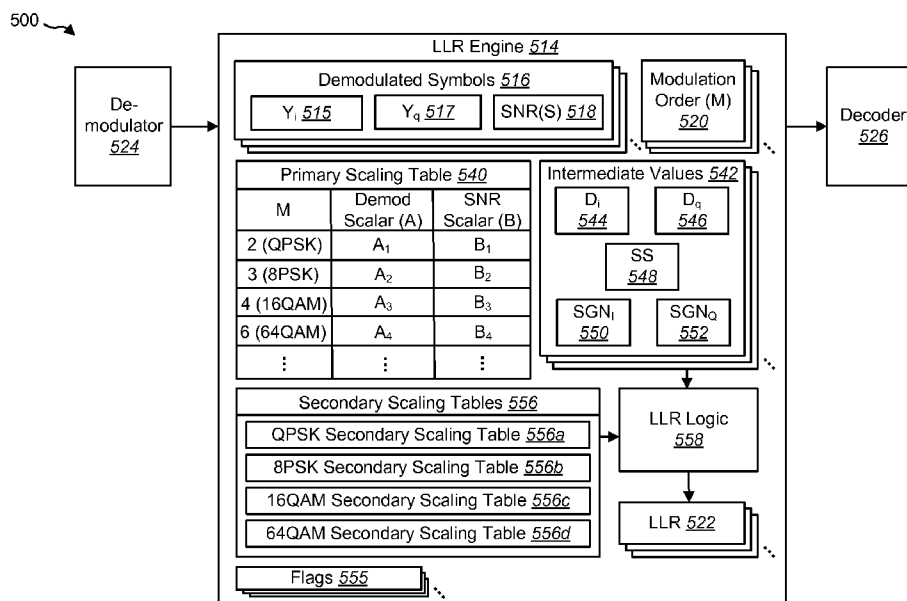 500
LLR Engine 514
De-
modulator
524
Demodulated Symbols 516
Yi 515
Yq 517
SNR(S) 518
Modulation
Order (M)
520
Decoder
526
Primary Scaling Table 540
M
Demod
Scalar (A)
SNR
Scalar (B)
2 (QPSK)
A1
B1
3 (8PSK)
A2
B2
4 (16QAM)
A3
B3
6 (64QAM)
A4
B4
Intermediate Values 542
Di
544
Dq
546
SS
548
SGNI
550
SGNQ
552
Secondary Scaling Tables 556
QPSK Secondary Scaling Table 556a
8PSK Secondary Scaling Table 556b
16QAM Secondary Scaling Table 556c
64QAM Secondary Scaling Table 556d
LLR Logic
558
LLR 522
Flags 555